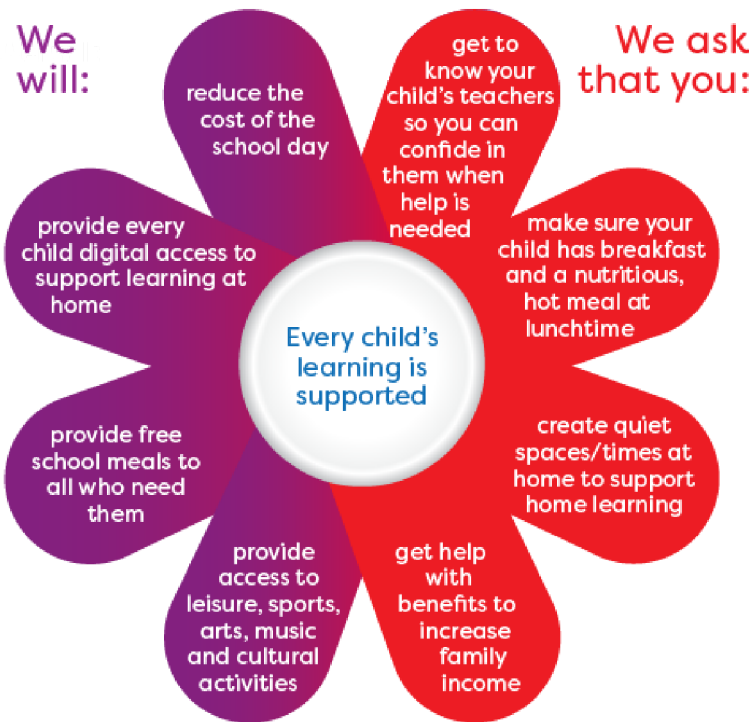 We
will:
reduce the
cost of the
school day
provide every
child digital access to
support learning at
home
provide free
school meals to
all who need
them
provide
access to
leisure, sports,
arts, music
and cultural
activities
Every child's
learning is
supported
We ask
that you:
get to
know your
child's teachers
so you can
confide in
them when
help is
needed
make sure your
child has breakfast
and a nutritious,
hot meal at
lunchtime
create quiet
spaces/times at
home to support
home learning
get help
with
benefits to
increase
family
income